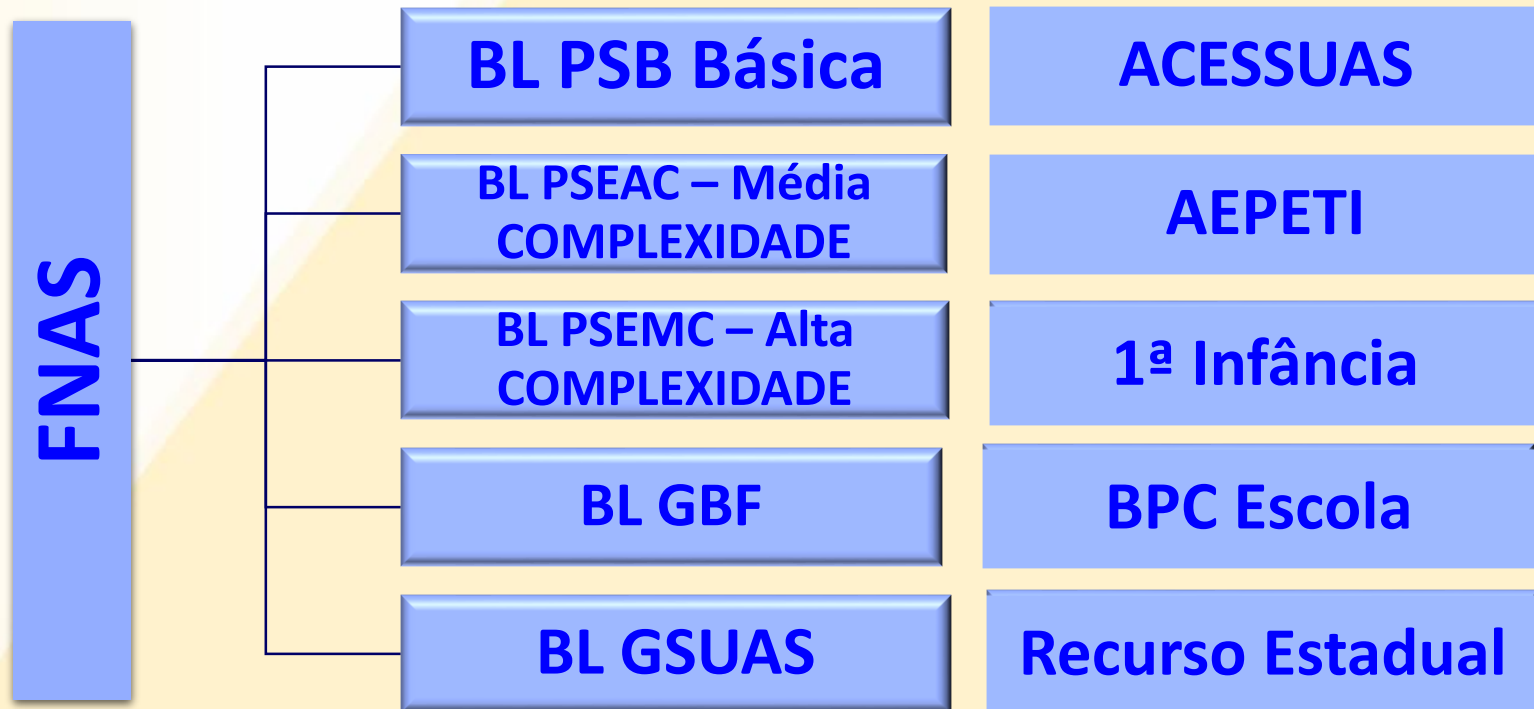 FNAS
BL PSB Básica
ACESSUAS
BL PSEAC – Média
COMPLEXIDADE
AEPETI
BL PSEMC – Alta
COMPLEXIDADE
1ª Infância
BL GBF
BPC Escola
BL GSUAS
Recurso Estadual